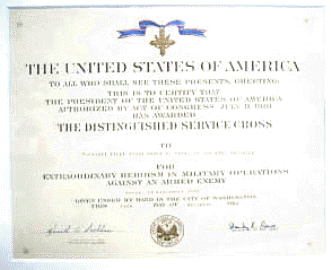 THE UNITED STATES OF AMERICA
TO ALL WHO SHALL SEE THESE PRESENTS, GREETING:
THIS IS TO CERTIFY THAT
THE PRESIDENT OF THE UNITED STATES OF AMERICA
AUTHORIZED BY ACT OF CONGRESS JULY 9, 1918
HAS AWARDED
THE DISTINGUISHED SERVICE CROSS
TO
FOR
EXTRAORDINARY HEROISM IN MILITARY OPERATIONS
AGAINST AN ARMED ENEMY
GIVEN UNDER MY HAND IN THE CITY OF WASHINGTON
THIS DAY OF